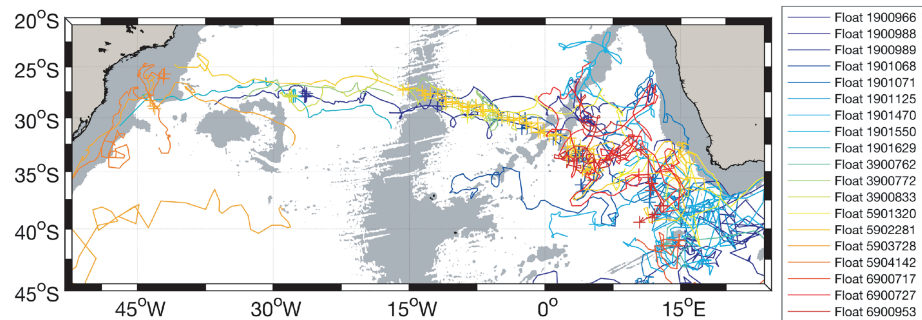 20°S
25°S
30°S
35°S
40°S
45°S
45°W
30°W
15°W
0°
15°E
Float 1900966
Float 1900988
Float 1900989
Float 1901068
Float 1901071
Float 1901125
Float 1901470
Float 1901550
Float 1901629
Float 3900762
Float 3900772
Float 3900833
Float 5901320
Float 5902281
Float 5903728
Float 5904142
Float 6900717
Float 6900727
Float 6900953